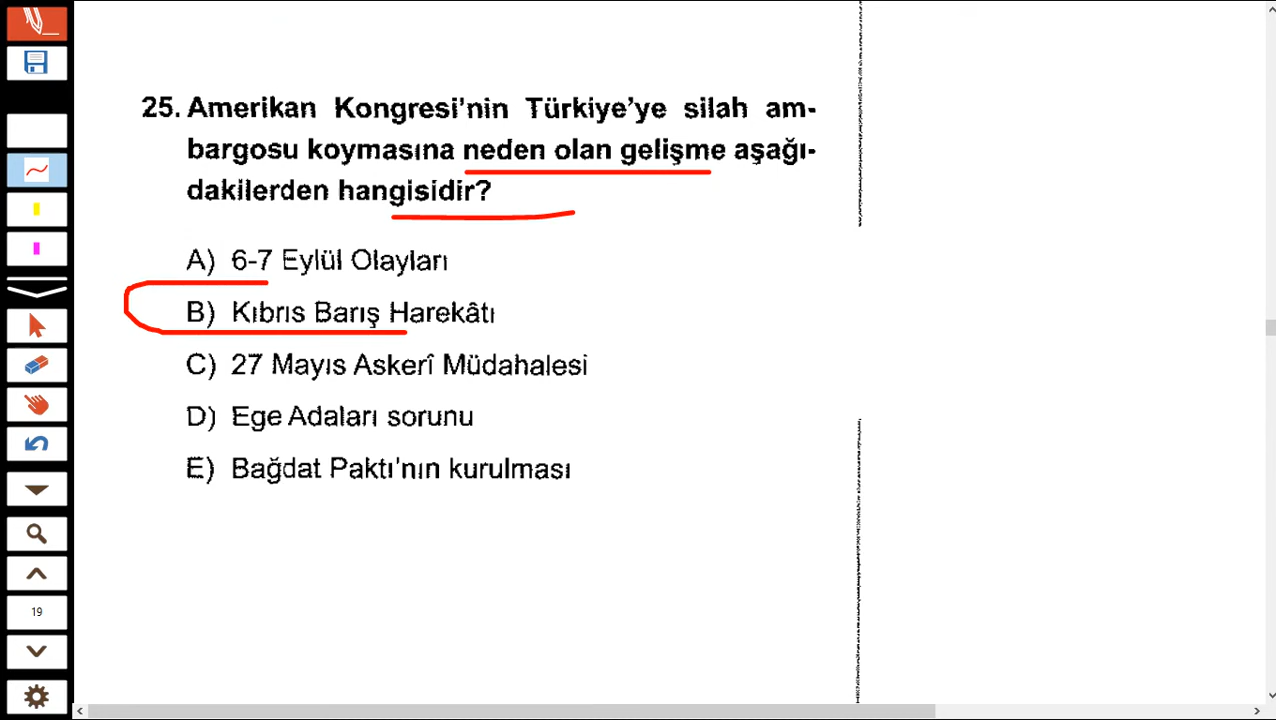 25. Amerikan Kongresi'nin Türkiye'ye silah am-
bargosu koymasına neden olan gelişme aşağı-
dakilerden hangisidir?
A) 6-7 Eylül Olayları
B) Kıbrıs Barış Harekâtı
C) 27 Mayıs Askerî Müdahalesi
D) Ege Adaları sorunu
E) Bağdat Paktı'nın kurulması
19